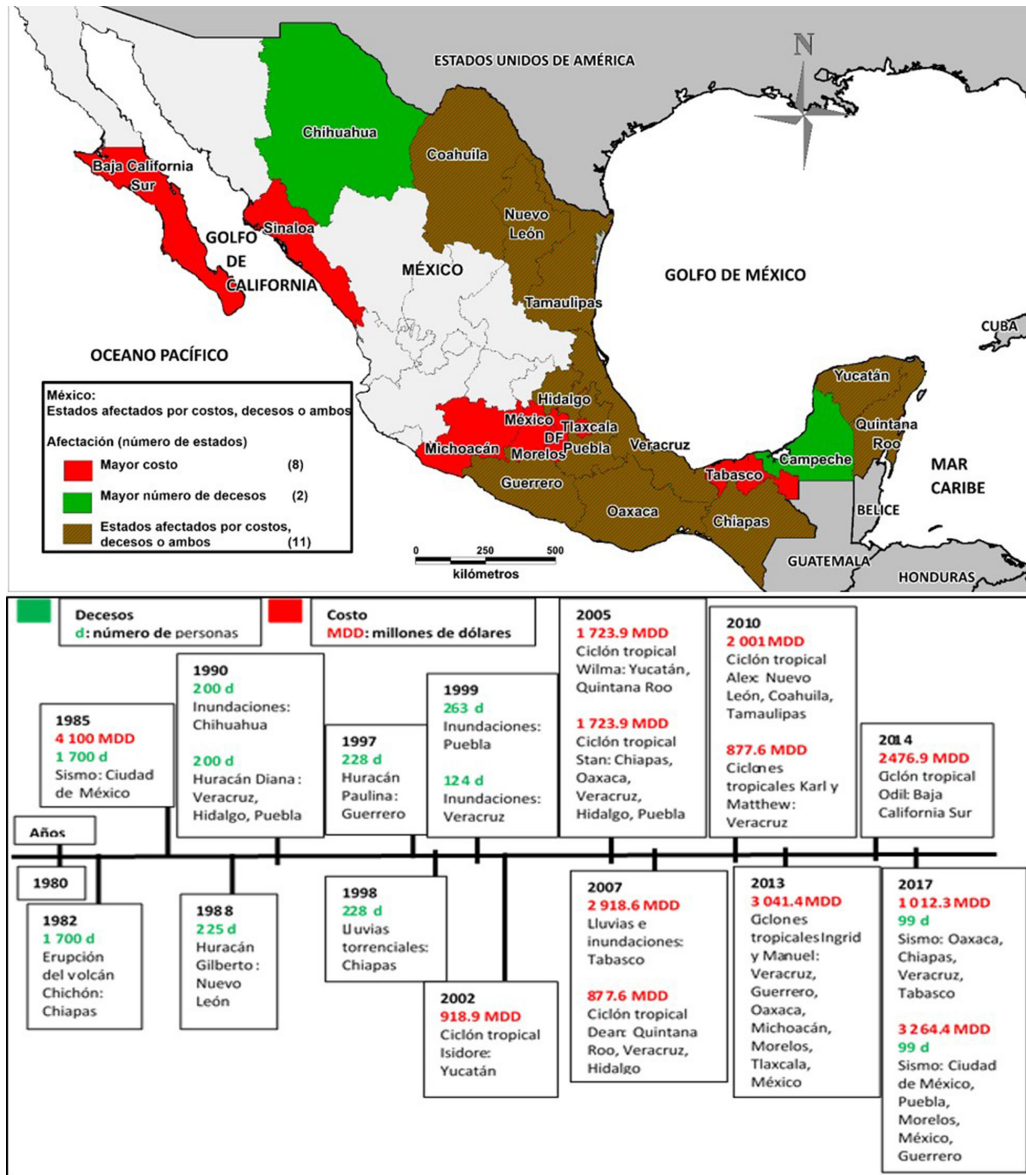 N
ESTADOS UNIDOS DE AMÉRICA
Chihuahua
Coahuila
Baja California
Sur
Nuevo
León
Sinaloa
GOLFO
DE
CALIFORNIA
MÉXICO
GOLFO DE MÉXICO
Tamaulipas
CUBA
OCEANO PACÍFICO
Yucatán
Hidalgo
Quintana
Roo
México
Tlaxcala
DF
Michoacán
Morelos
Puebla
Veracruz
Campeche
Tabasco
MAR
CARIBE
Guerrero
Oaxaca
Chiapas
BELICE
GUATEMALA
HONDURAS
México:
Estados afectados por costos, decesos o ambos
Afectación (número de estados)
Mayor costo (8)
Mayor número de decesos (2)
Estados afectados por costos,
decesos o ambos (11)
0 250 500
kilómetros
Decesos
d: número de personas
Costo
MDD: millones de dólares
1985
4 100 MDD
1 700 d
Sismo: Ciudad
de México
1990
200 d
Inundaciones:
Chihuahua
200 d
Huracán Diana :
Veracruz,
Hidalgo, Puebla
1997
228 d
Huracán
Paulina:
Guerrero
1999
263 d
Inundaciones:
Puebla
124 d
Inundaciones:
Veracruz
2005
1 723.9 MDD
Ciclón tropical
Wilma: Yucatán,
Quintana Roo
1 723.9 MDD
Ciclón tropical
Stan: Chiapas,
Oaxaca,
Veracruz,
Hidalgo, Puebla
2010
2 001 MDD
Ciclón tropical
Alex: Nuevo
León, Coahuila,
Tamaulipas
877.6 MDD
Ciclones
tropicales Karl y
Matthew:
Veracruz
2014
2476.9 MDD
Ciclón tropical
Odil: Baja
California Sur
Años
1980
1982
1 700 d
Erupción
del volcán
Chichón:
Chiapas
1988
225 d
Huracán
Gilberto :
Nuevo
León
1998
228 d
Lluvias
torrenciales:
Chiapas
2002
918.9 MDD
Ciclón tropical
Isidore:
Yucatán
2007
2 918.6 MDD
Lluvias e
inundaciones:
Tabasco
877.6 MDD
Ciclón tropical
Dean: Quintana
Roo, Veracruz,
Hidalgo
2013
3 041.4 MDD
Ciclones
tropicales Ingrid
y Manuel:
Veracruz,
Guerrero,
Oaxaca,
Michoacán,
Morelos,
Tlaxcala,
México
2017
1 012.3 MDD
99 d
Sismo: Oaxaca,
Chiapas,
Veracruz,
Tabasco
3 264.4 MDD
99 d
Sismo: Ciudad
de México,
Puebla,
Morelos,
México,
Guerrero